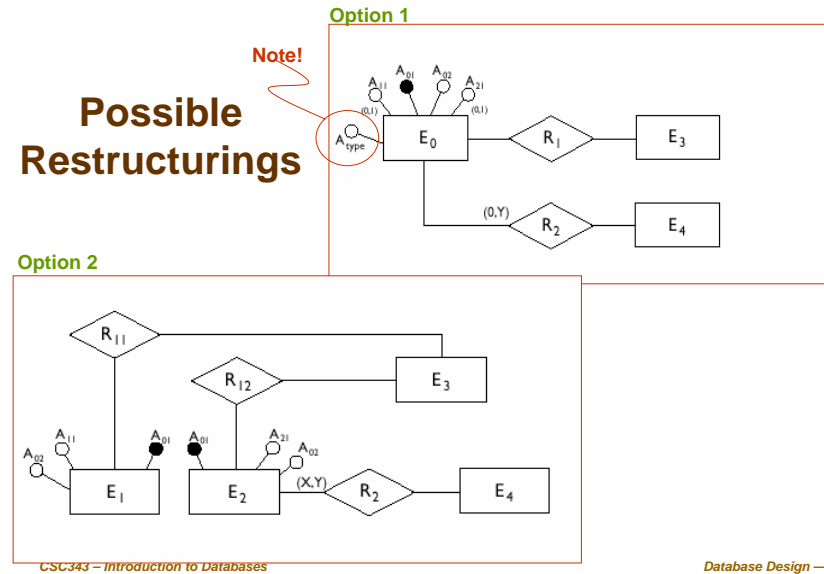 Option 1
Note!
Possible
Restructurings
A11 A01 A02 A21
(0,1) (0,1)
Atype
E0 R1 E3
(0,Y)
R2 E4
Option 2
R11
R12 E3
A02 A11 A01 A01 A21 A02
E1 E2 (X,Y) R2 E4
CSC343 – Introduction to Databases Database Design —